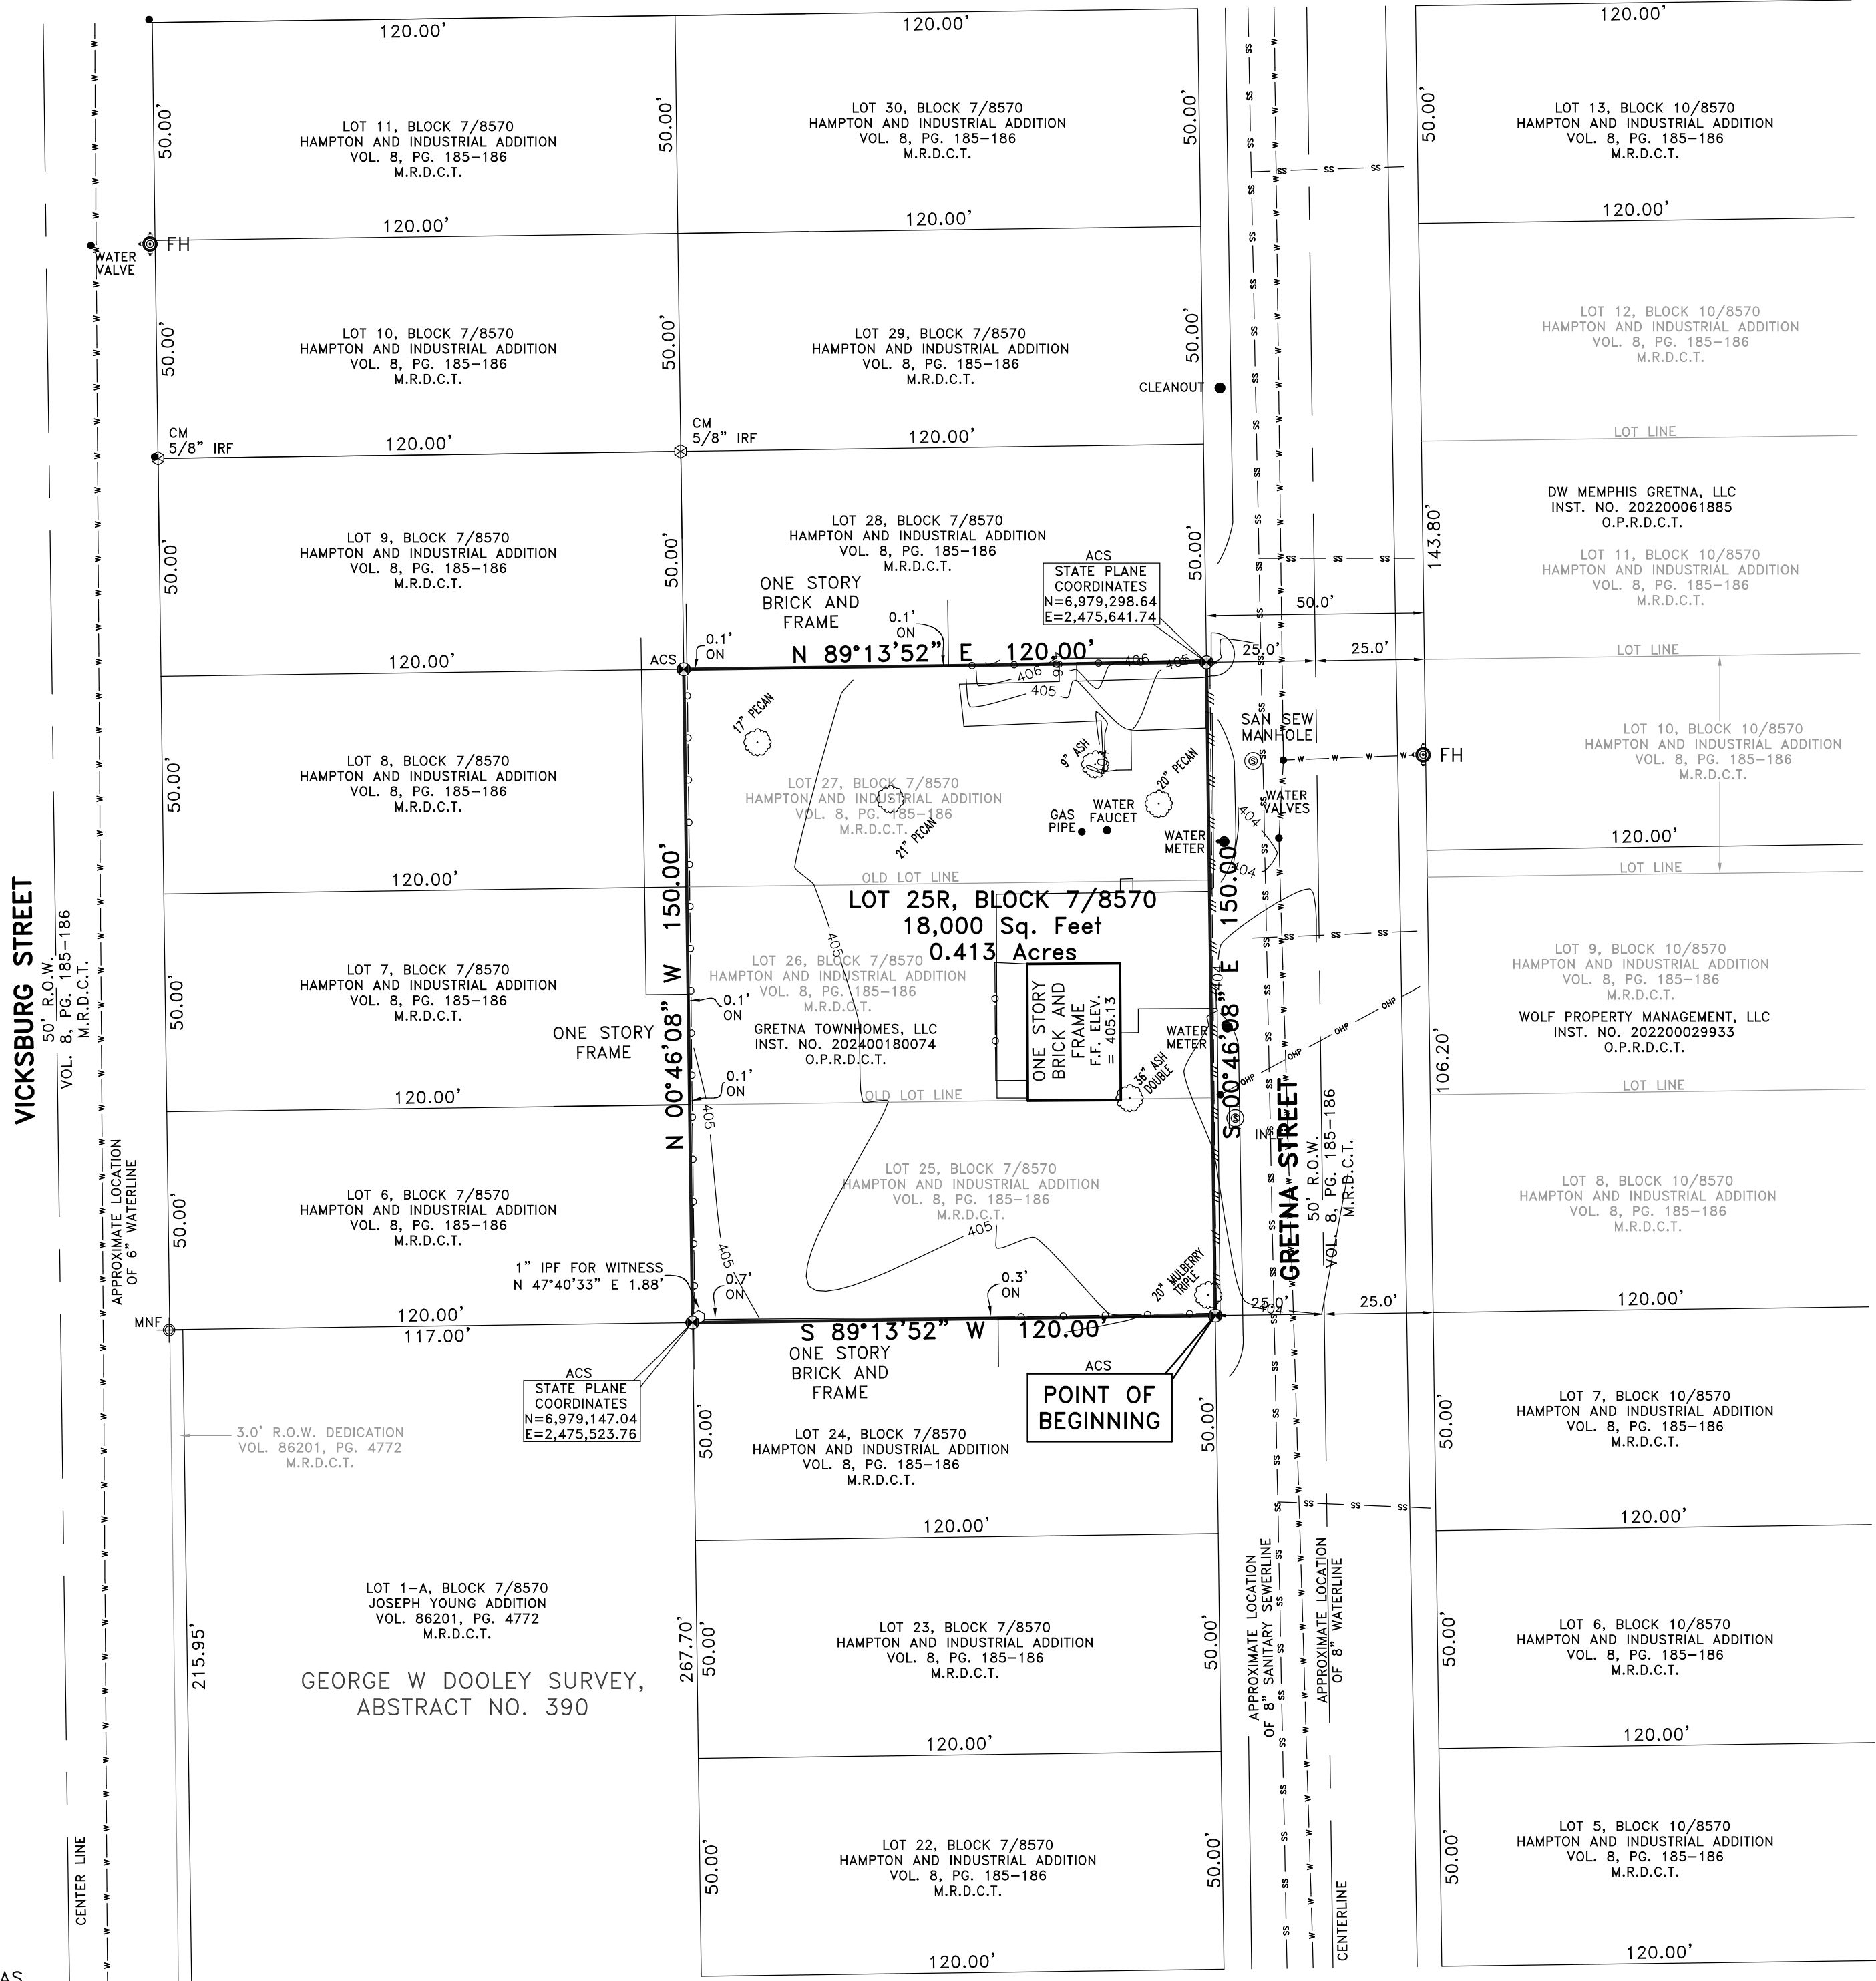 120.00'
120.00'
120.00'
50.00'
50.00'
50.00'
50.00'
LOT 11, BLOCK 7/8570
HAMPTON AND INDUSTRIAL ADDITION
VOL. 8, PG. 185-186
M.R.D.C.T.
LOT 30, BLOCK 7/8570
HAMPTON AND INDUSTRIAL ADDITION
VOL. 8, PG. 185-186
M.R.D.C.T.
LOT 13, BLOCK 10/8570
HAMPTON AND INDUSTRIAL ADDITION
VOL. 8, PG. 185-186
M.R.D.C.T.
120.00'
120.00'
120.00'
FH
WATER
VALVE
50.00'
50.00'
50.00'
LOT 10, BLOCK 7/8570
HAMPTON AND INDUSTRIAL ADDITION
VOL. 8, PG. 185-186
M.R.D.C.T.
LOT 29, BLOCK 7/8570
HAMPTON AND INDUSTRIAL ADDITION
VOL. 8, PG. 185-186
M.R.D.C.T.
LOT 12, BLOCK 10/8570
HAMPTON AND INDUSTRIAL ADDITION
VOL. 8, PG. 185-186
M.R.D.C.T.
CLEANOUT
CM
5/8" IRF
120.00'
CM
5/8" IRF
120.00'
LOT LINE
50.00'
50.00'
50.00'
LOT 9, BLOCK 7/8570
HAMPTON AND INDUSTRIAL ADDITION
VOL. 8, PG. 185-186
M.R.D.C.T.
LOT 28, BLOCK 7/8570
HAMPTON AND INDUSTRIAL ADDITION
VOL. 8, PG. 185-186
M.R.D.C.T.
DW MEMPHIS GRETNA, LLC
INST. NO. 202200061885
O.P.R.D.C.T.
143.80'
LOT 11, BLOCK 10/8570
HAMPTON AND INDUSTRIAL ADDITION
VOL. 8, PG. 185-186
M.R.D.C.T.
ONE STORY
BRICK AND
FRAME
ACS
STATE PLANE
COORDINATES
N=6,979,298.64
E=2,475,641.74
50.0'
0.1'
ON
0.1'
ON
ACS
120.00'
N 89°13'52" E 120.00'
25.0'
25.0'
LOT LINE
406
406
405
405
17" PECAN
9" ASH
20" PECAN
21" PECAN
SAN SEW
MANHOLE
FH
50.00'
LOT 8, BLOCK 7/8570
HAMPTON AND INDUSTRIAL ADDITION
VOL. 8, PG. 185-186
M.R.D.C.T.
LOT 27, BLOCK 7/8570
HAMPTON AND INDUSTRIAL ADDITION
VOL. 8, PG. 185-186
M.R.D.C.T.
LOT 10, BLOCK 10/8570
HAMPTON AND INDUSTRIAL ADDITION
VOL. 8, PG. 185-186
M.R.D.C.T.
GAS
PIPE
WATER
FAUCET
WATER
METER
WATER
VALVES
404
404
120.00'
120.00'
OLD LOT LINE
LOT LINE
LOT 25R, BLOCK 7/8570
18,000 Sq. Feet
0.413 Acres
N 00°46'08" W 150.00'
S 00°46'08" E 150.00'
VICKSBURG STREET
50' R.O.W.
VOL. 8, PG. 185-186
M.R.D.C.T.
50.00'
LOT 7, BLOCK 7/8570
HAMPTON AND INDUSTRIAL ADDITION
VOL. 8, PG. 185-186
M.R.D.C.T.
LOT 26, BLOCK 7/8570
HAMPTON AND INDUSTRIAL ADDITION
VOL. 8, PG. 185-186
M.R.D.C.T.
405
404
LOT 9, BLOCK 10/8570
HAMPTON AND INDUSTRIAL ADDITION
VOL. 8, PG. 185-186
M.R.D.C.T.
0.1'
ON
ONE STORY
FRAME
GRETNA TOWNHOMES, LLC
INST. NO. 202400180074
O.P.R.D.C.T.
ONE STORY
BRICK AND
FRAME
F.F. ELEV.
= 405.13
WATER
METER
WOLF PROPERTY MANAGEMENT, LLC
INST. NO. 202200029933
O.P.R.D.C.T.
106.20'
OHP
OHP
OHP
0.1'
ON
36" ASH
DOUBLE
120.00'
OLD LOT LINE
LOT LINE
405
GRETNA STREET
50' R.O.W.
VOL. 8, PG. 185-186
M.R.D.C.T.
APPROXIMATE LOCATION
OF 6" WATERLINE
50.00'
LOT 6, BLOCK 7/8570
HAMPTON AND INDUSTRIAL ADDITION
VOL. 8, PG. 185-186
M.R.D.C.T.
LOT 25, BLOCK 7/8570
HAMPTON AND INDUSTRIAL ADDITION
VOL. 8, PG. 185-186
M.R.D.C.T.
LOT 8, BLOCK 10/8570
HAMPTON AND INDUSTRIAL ADDITION
VOL. 8, PG. 185-186
M.R.D.C.T.
405
405
1" IPF FOR WITNESS
N 47°40'33" E 1.88'
0.7'
ON
0.3'
ON
20" MULBERRY
TRIPLE
25.0'
404
25.0'
120.00'
MNF
120.00'
117.00'
S 89°13'52" W 120.00'
ONE STORY
BRICK AND
FRAME
ACS
STATE PLANE
COORDINATES
N=6,979,147.04
E=2,475,523.76
ACS
POINT OF
BEGINNING
50.00'
50.00'
50.00'
3.0' R.O.W. DEDICATION
VOL. 86201, PG. 4772
M.R.D.C.T.
LOT 24, BLOCK 7/8570
HAMPTON AND INDUSTRIAL ADDITION
VOL. 8, PG. 185-186
M.R.D.C.T.
LOT 7, BLOCK 10/8570
HAMPTON AND INDUSTRIAL ADDITION
VOL. 8, PG. 185-186
M.R.D.C.T.
120.00'
120.00'
LOT 1-A, BLOCK 7/8570
JOSEPH YOUNG ADDITION
VOL. 86201, PG. 4772
M.R.D.C.T.
215.95'
267.70'
50.00'
50.00'
50.00'
LOT 23, BLOCK 7/8570
HAMPTON AND INDUSTRIAL ADDITION
VOL. 8, PG. 185-186
M.R.D.C.T.
APPROXIMATE LOCATION
OF 8" SANITARY SEWERLINE
APPROXIMATE LOCATION
OF 8" WATERLINE
LOT 6, BLOCK 10/8570
HAMPTON AND INDUSTRIAL ADDITION
VOL. 8, PG. 185-186
M.R.D.C.T.
GEORGE W DOOLEY SURVEY,
ABSTRACT NO. 390
120.00'
120.00'
CENTER LINE
50.00'
50.00'
50.00'
LOT 22, BLOCK 7/8570
HAMPTON AND INDUSTRIAL ADDITION
VOL. 8, PG. 185-186
M.R.D.C.T.
LOT 5, BLOCK 10/8570
HAMPTON AND INDUSTRIAL ADDITION
VOL. 8, PG. 185-186
M.R.D.C.T.
CENTERLINE
120.00'
120.00'